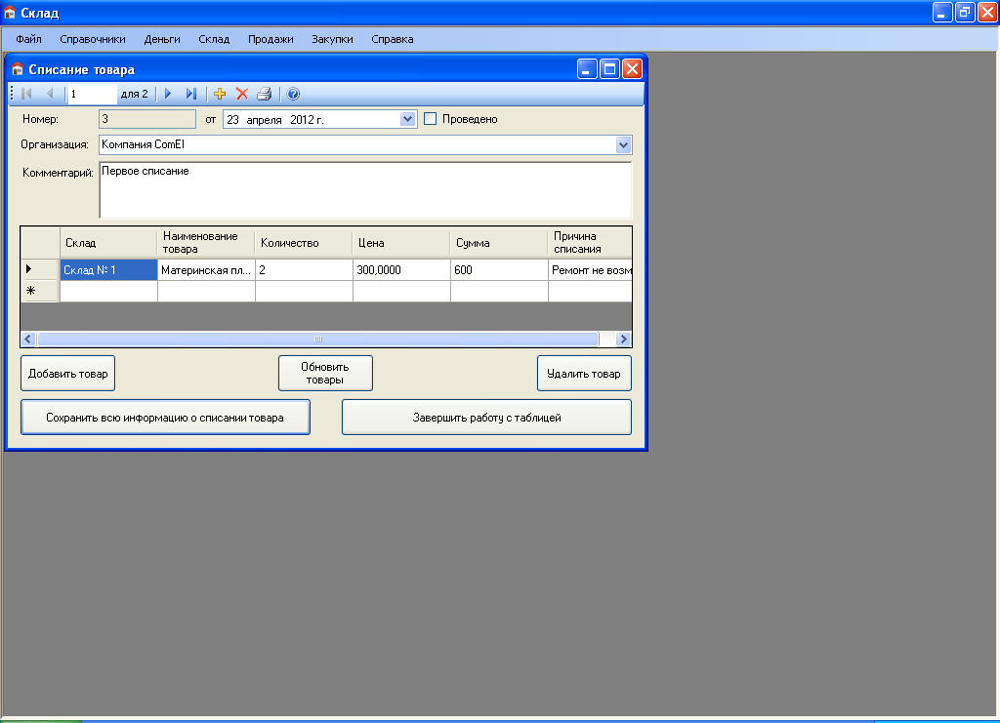 Склад
Файл Справочники Деньги Склад Продажи Закупки Справка
Списание товара
1 для 2
Номер: 3 от 23 апреля 2012 г. Проведено
Организация: Компания ComEl
Комментарий: Первое списание
Склад Наименование товара Количество Цена Сумма Причина списания
Склад № 1 Материнская пл... 2 300,0000 600 Ремонт не возм
Добавить товар Обновить товары Удалить товар
Сохранить всю информацию о списании товара Завершить работу с таблицей